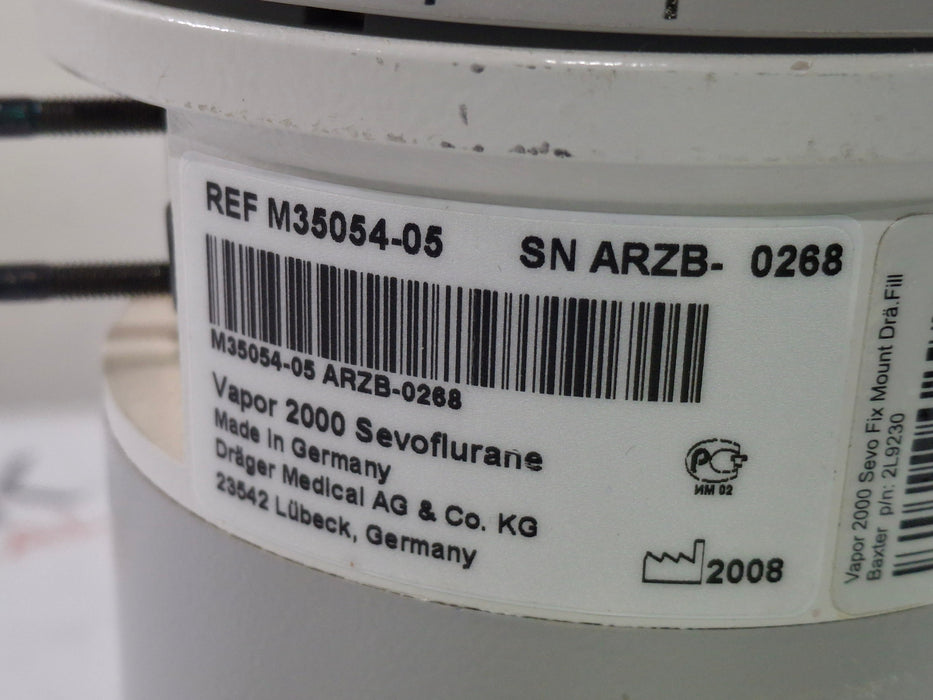 REF M35054-05 SN ARZB- 0268
M35054-05 ARZB-0268
Vapor 2000 Sevoflurane
Made in Germany
Dräger Medical AG & Co. KG
23542 Lübeck, Germany
РСТ
ИМ 02
2008
Vapor 2000 Sevo Fix Mount Drä.Fill
Baxter p/n: 2L9230